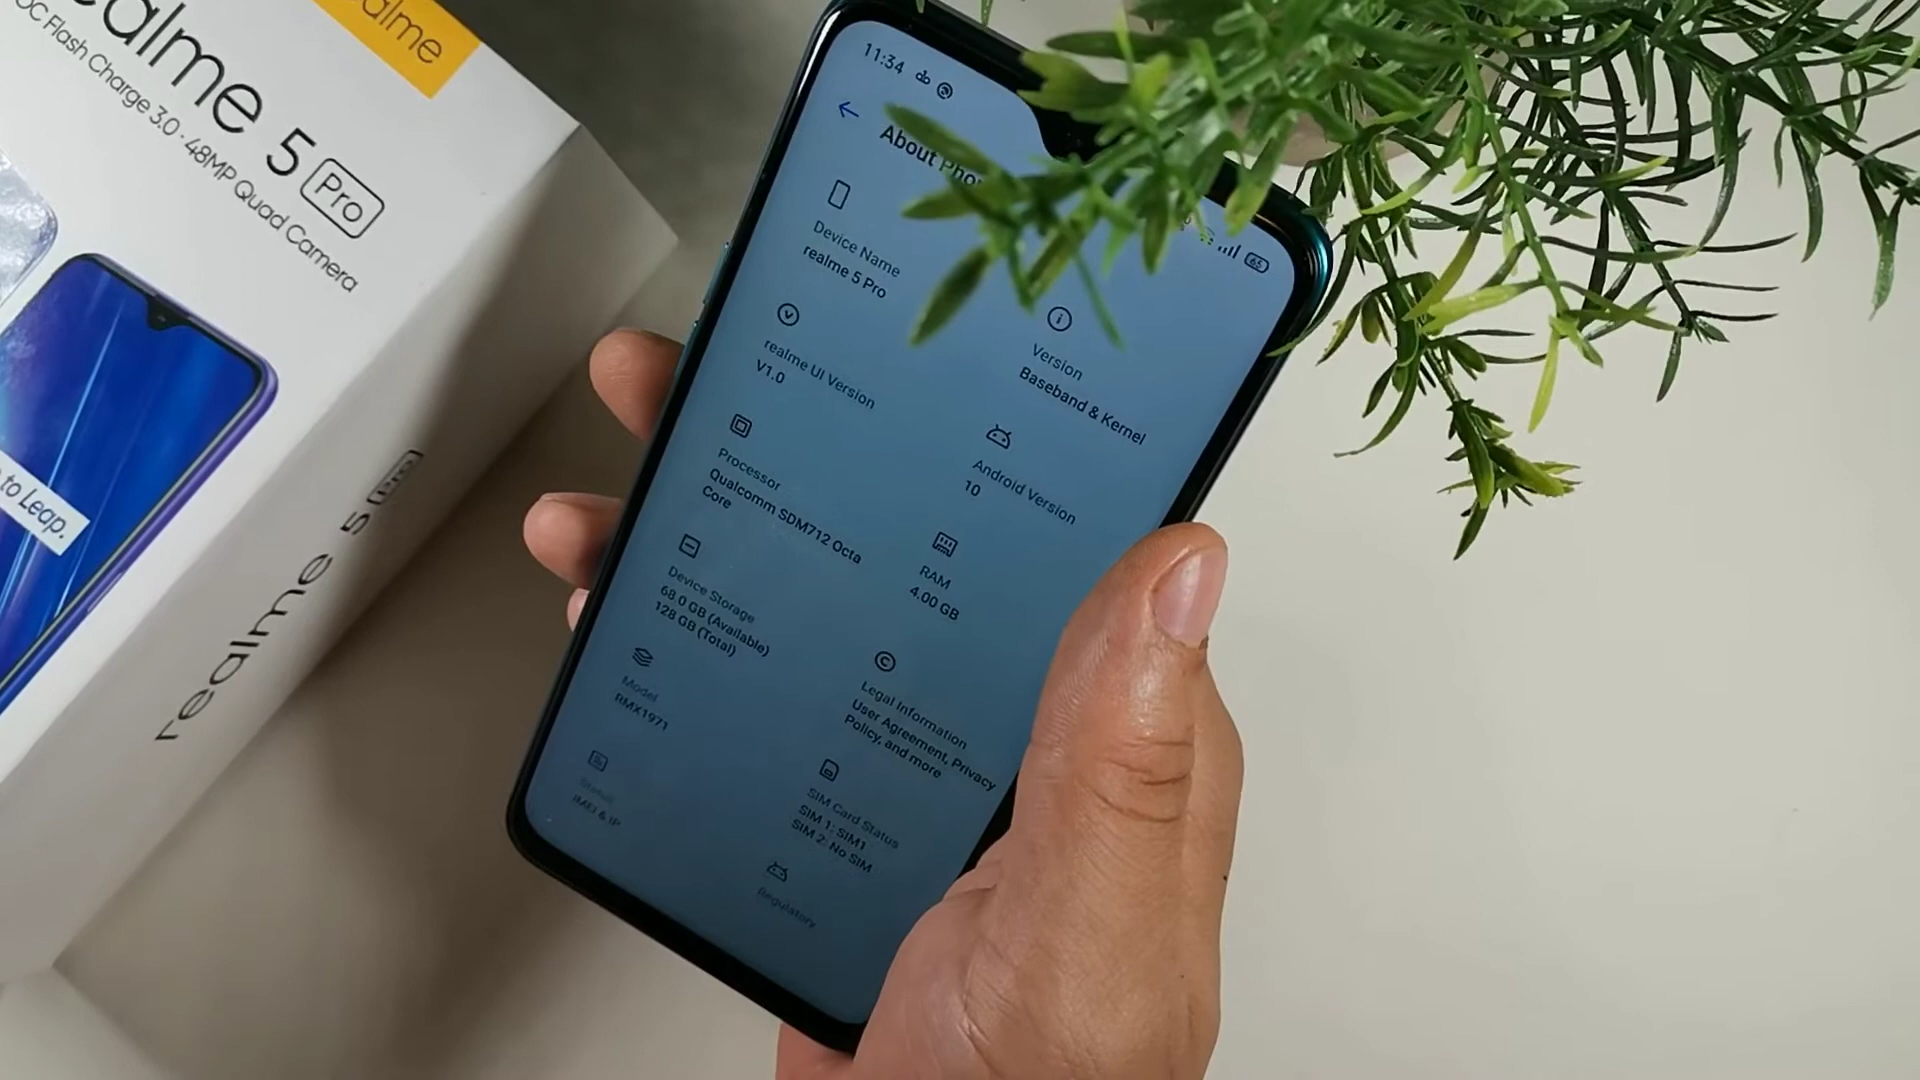 realme
realme 5 Pro
OC Flash Charge 3.0 · 48MP Quad Camera
to Leap.
realme 5 Pro
11:34
65
About
Device Name
realme 5 Pro
Version
Baseband & Kernel
realme UI Version
V1.0
Android Version
10
Processor
Qualcomm SDM712 Octa
Core
RAM
4.00 GB
Device Storage
68.0 GB (Available)
128 GB (Total)
Legal Information
User Agreement, Privacy
Policy, and more
Model
RMX1971
SIM Card Status
SIM 1: SIM1
SIM 2: No SIM
Status
IMEI & IP
Regulatory